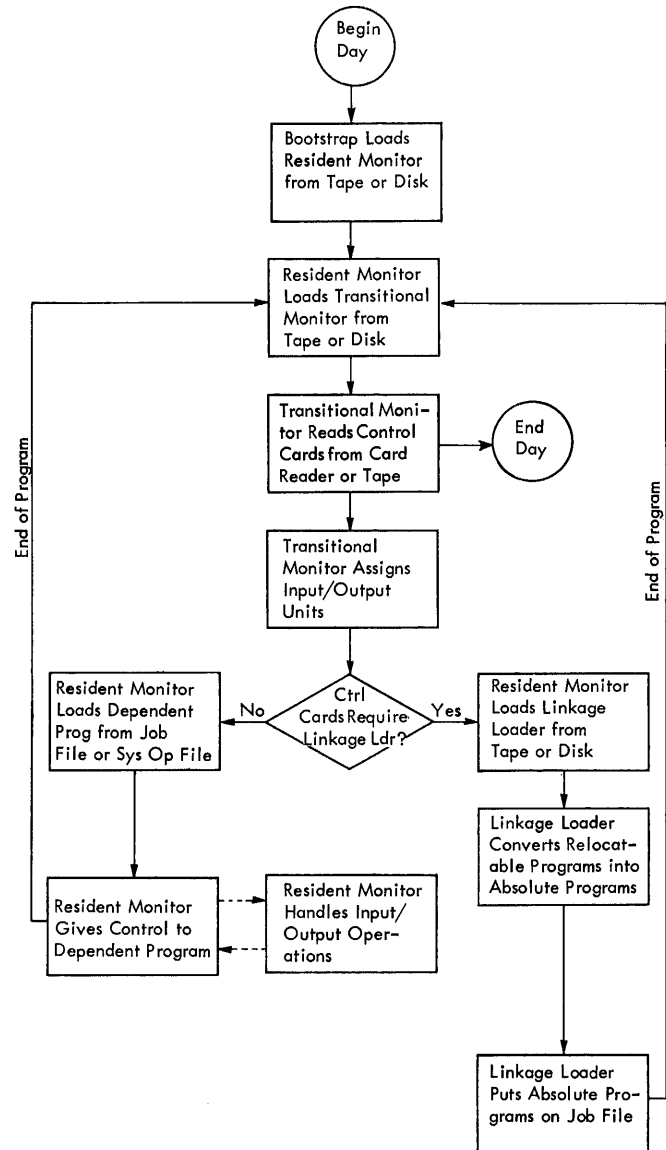 Begin
Day
Bootstrap Loads
Resident Monitor
from Tape or Disk
Resident Monitor
Loads Transitional
Monitor from
Tape or Disk
Transitional Moni-
tor Reads Control
Cards from Card
Reader or Tape
End
Day
Transitional
Monitor Assigns
Input/Output
Units
Ctrl
Cards Require
Linkage Ldr?
No
Yes
Resident Monitor
Loads Dependent
Prog from Job
File or Sys Op File
Resident Monitor
Loads Linkage
Loader from
Tape or Disk
Linkage Loader
Converts Relocat-
able Programs into
Absolute Programs
Resident Monitor
Gives Control to
Dependent Program
Resident Monitor
Handles Input/
Output Oper-
ations
Linkage Loader
Puts Absolute Pro-
grams on Job File
End of Program
End of Program